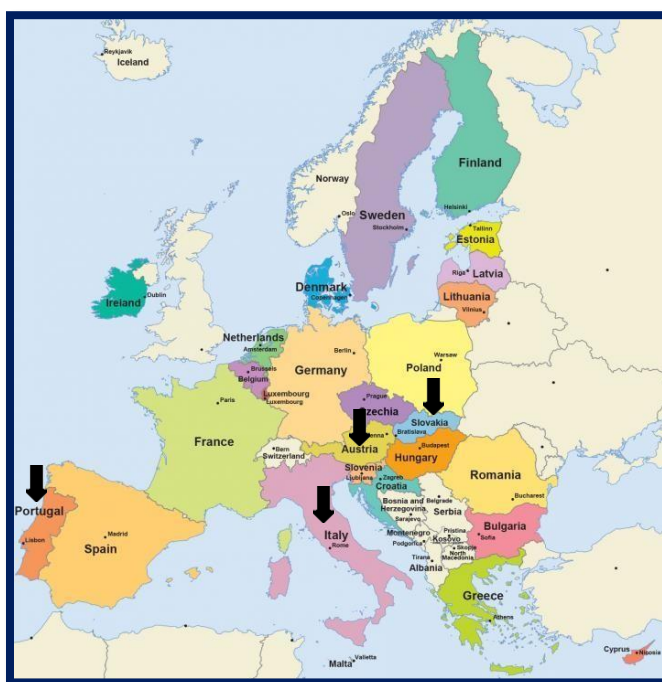 Reykjavik
Iceland
Finland
Norway
Helsinki
Oslo
Sweden
Stockholm
Tallinn
Estonia
Riga
Latvia
Denmark
Copenhagen
Lithuania
Vilnius
Ireland
Dublin
Netherlands
Amsterdam
Berlin
Germany
Warsaw
Poland
Brussels
Belgium
Luxembourg
Luxembourg
Prague
Czechia
Paris
France
Slovakia
Bratislava
enna
Austria
Bern
Switzerland
Budapest
Hungary
Slovenia
Ljubljana
Zagreb
Croatia
Romania
Bucharest
Bosnia and
Herzegovina
Sarajevo
Belgrade
Serbia
Portugal
Lisbon
Madrid
Spain
Italy
Rome
Montenegro
Podgorica
Pristina
Kosovo
Sofia
Bulgaria
Skopje
North
Macedonia
Tirana
Albania
Greece
Athens
Malta
Valletta
Cyprus
Nicosia